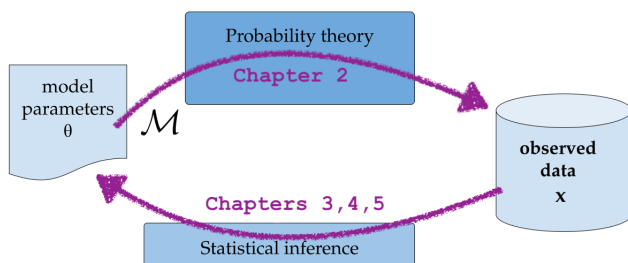 Probability theory
Chapter 2
model
parameters
θ
ℳ
observed
data
x
Chapters 3,4,5
Statistical inference